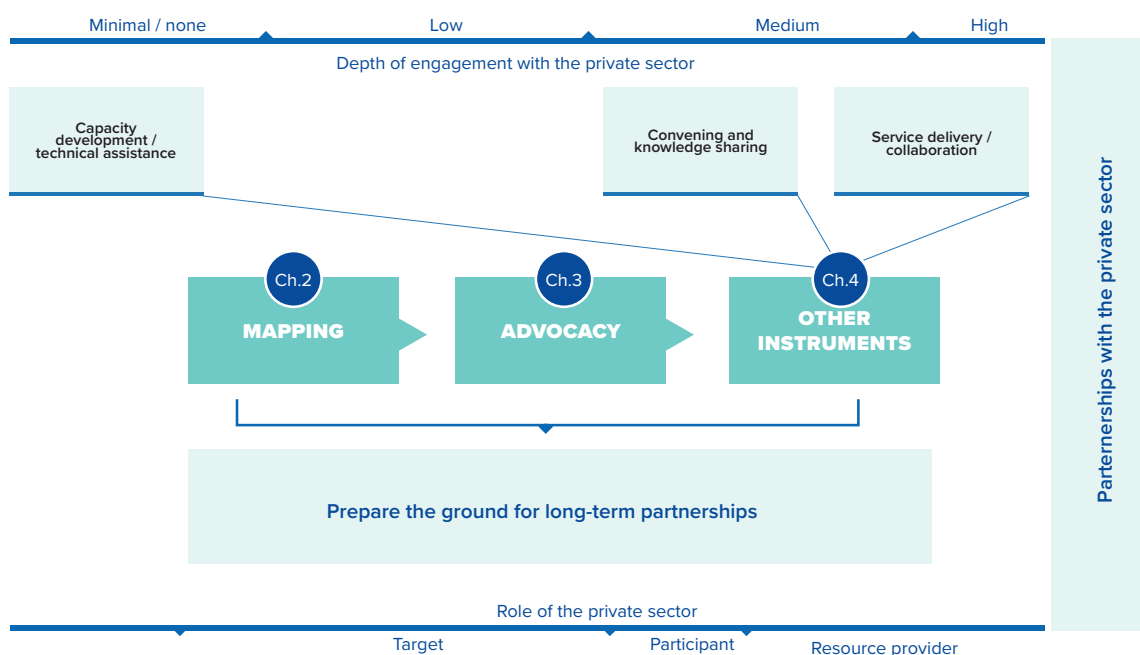 Minimal / none
Low
Medium
High
Depth of engagement with the private sector
Capacity
development /
technical assistance
Convening and
knowledge sharing
Service delivery /
collaboration
Ch.2
MAPPING
Ch.3
ADVOCACY
Ch.4
OTHER
INSTRUMENTS
Prepare the ground for long-term partnerships
Role of the private sector
Target
Participant
Resource provider
Parternerships with the private sector